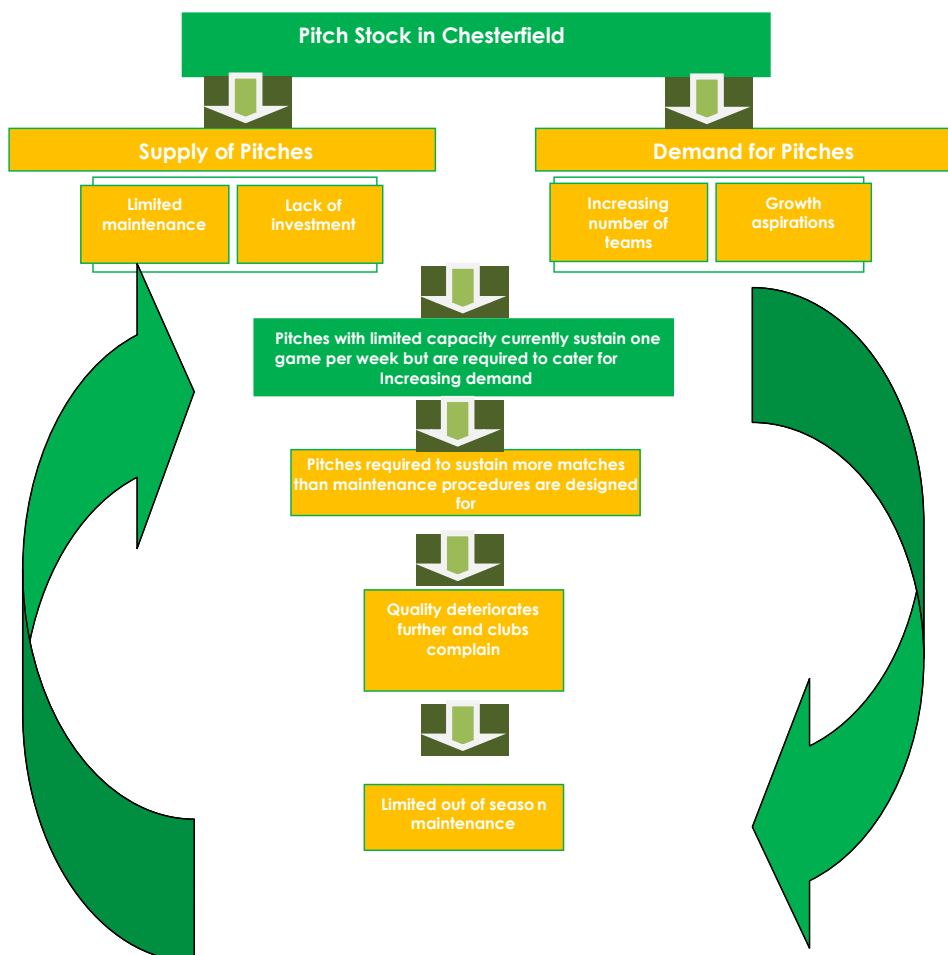 Pitch Stock in Chesterfield
Supply of Pitches
Demand for Pitches
Limited
maintenance
Lack of
investment
Increasing
number of
teams
Growth
aspirations
Pitches with limited capacity currently sustain one
game per week but are required to cater for
Increasing demand
Pitches required to sustain more matches
than maintenance procedures are designed
for
Quality deteriorates
further and clubs
complain
Limited out of season
maintenance